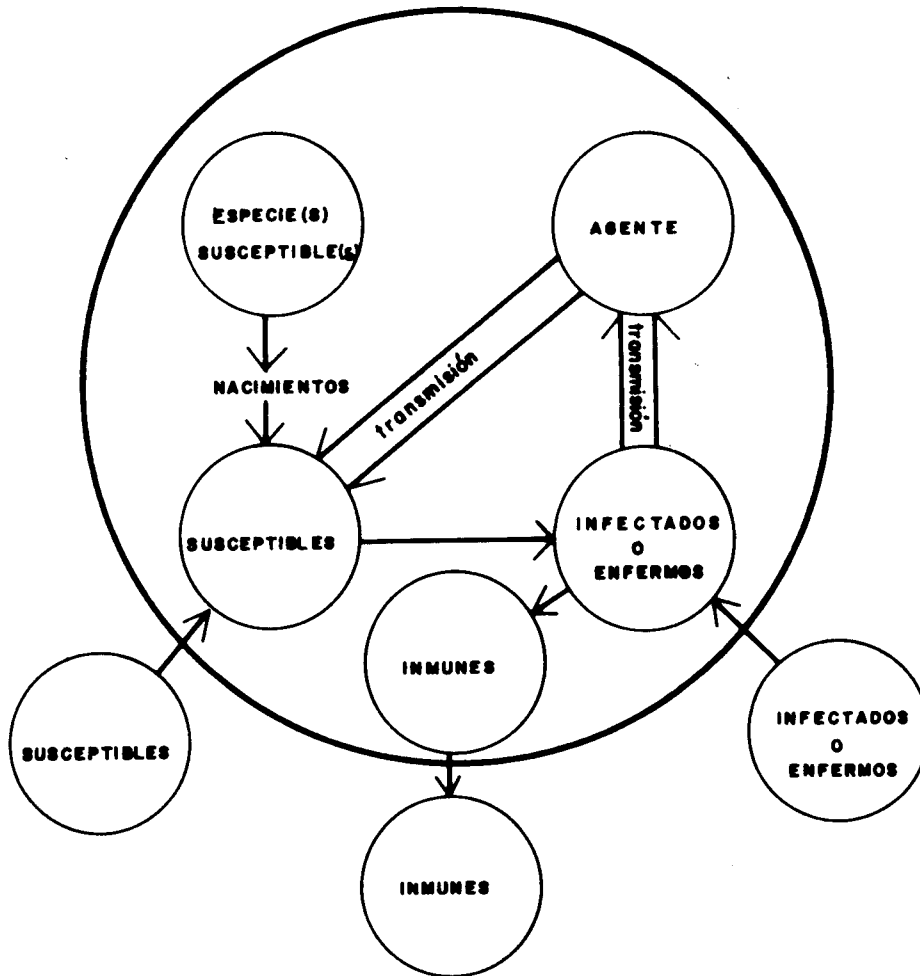 ESPECIE(S)
SUSCEPTIBLE(s)
AGENTE
NACIMIENTOS
transmisión
transmisión
SUSCEPTIBLES
INFECTADOS
O
ENFERMOS
INMUNES
SUSCEPTIBLES
INFECTADOS
O
ENFERMOS
INMUNES